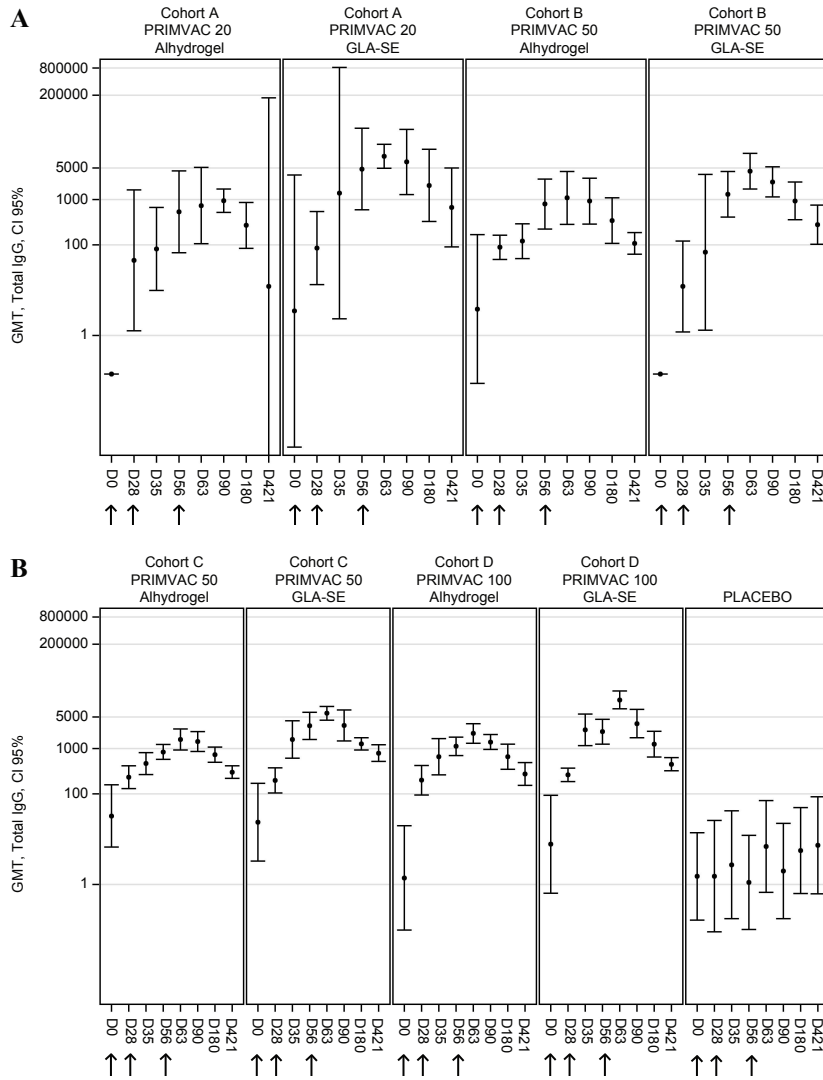 A
Cohort A
PRIMVAC 20
Alhydrogel
Cohort A
PRIMVAC 20
GLA-SE
Cohort B
PRIMVAC 50
Alhydrogel
Cohort B
PRIMVAC 50
GLA-SE
GMT, Total IgG, CI 95%
800000
200000
5000
1000
100
1
D0 D28 D35 D56 D63 D90 D180 D421
D0 D28 D35 D56 D63 D90 D180 D421
D0 D28 D35 D56 D63 D90 D180 D421
D0 D28 D35 D56 D63 D90 D180 D421
B
Cohort C
PRIMVAC 50
Alhydrogel
Cohort C
PRIMVAC 50
GLA-SE
Cohort D
PRIMVAC 100
Alhydrogel
Cohort D
PRIMVAC 100
GLA-SE
PLACEBO
GMT, Total IgG, CI 95%
800000
200000
5000
1000
100
1
D0 D28 D35 D56 D63 D90 D180 D421
D0 D28 D35 D56 D63 D90 D180 D421
D0 D28 D35 D56 D63 D90 D180 D421
D0 D28 D35 D56 D63 D90 D180 D421
D0 D28 D35 D56 D63 D90 D180 D421